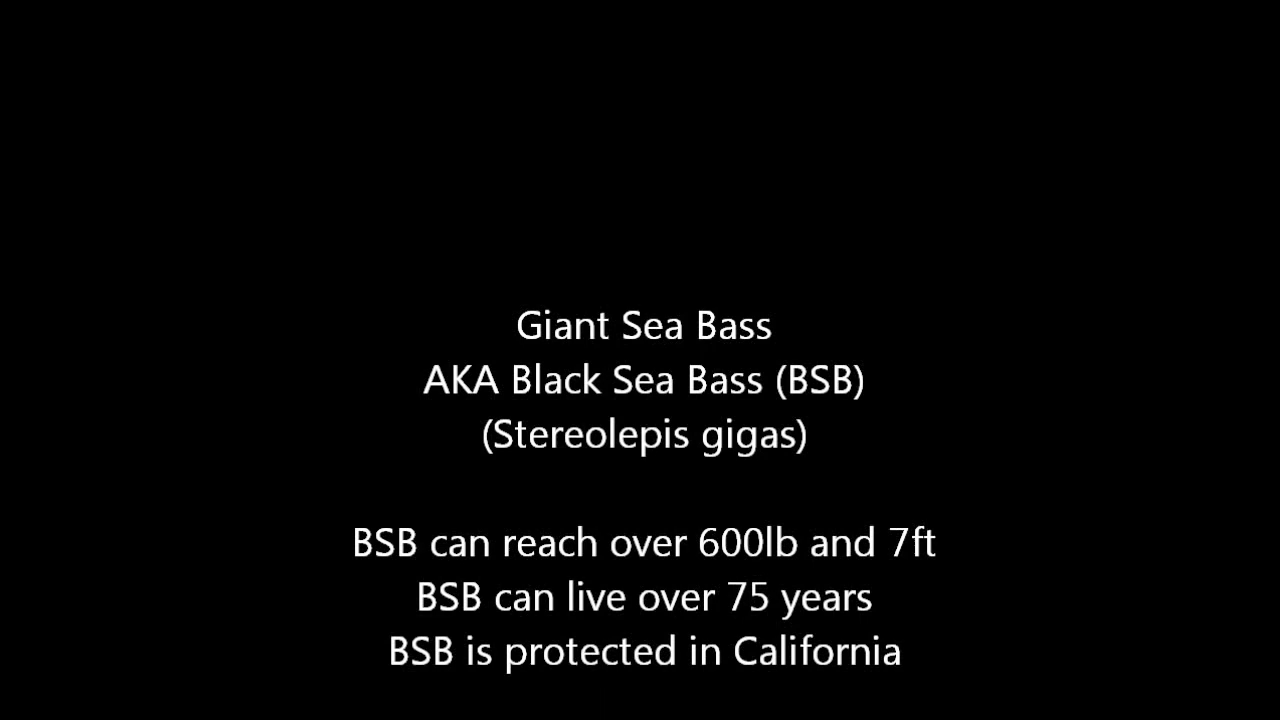 Giant Sea Bass
AKA Black Sea Bass (BSB)
(Stereolepis gigas)
BSB can reach over 600lb and 7ft
BSB can live over 75 years
BSB is protected in California